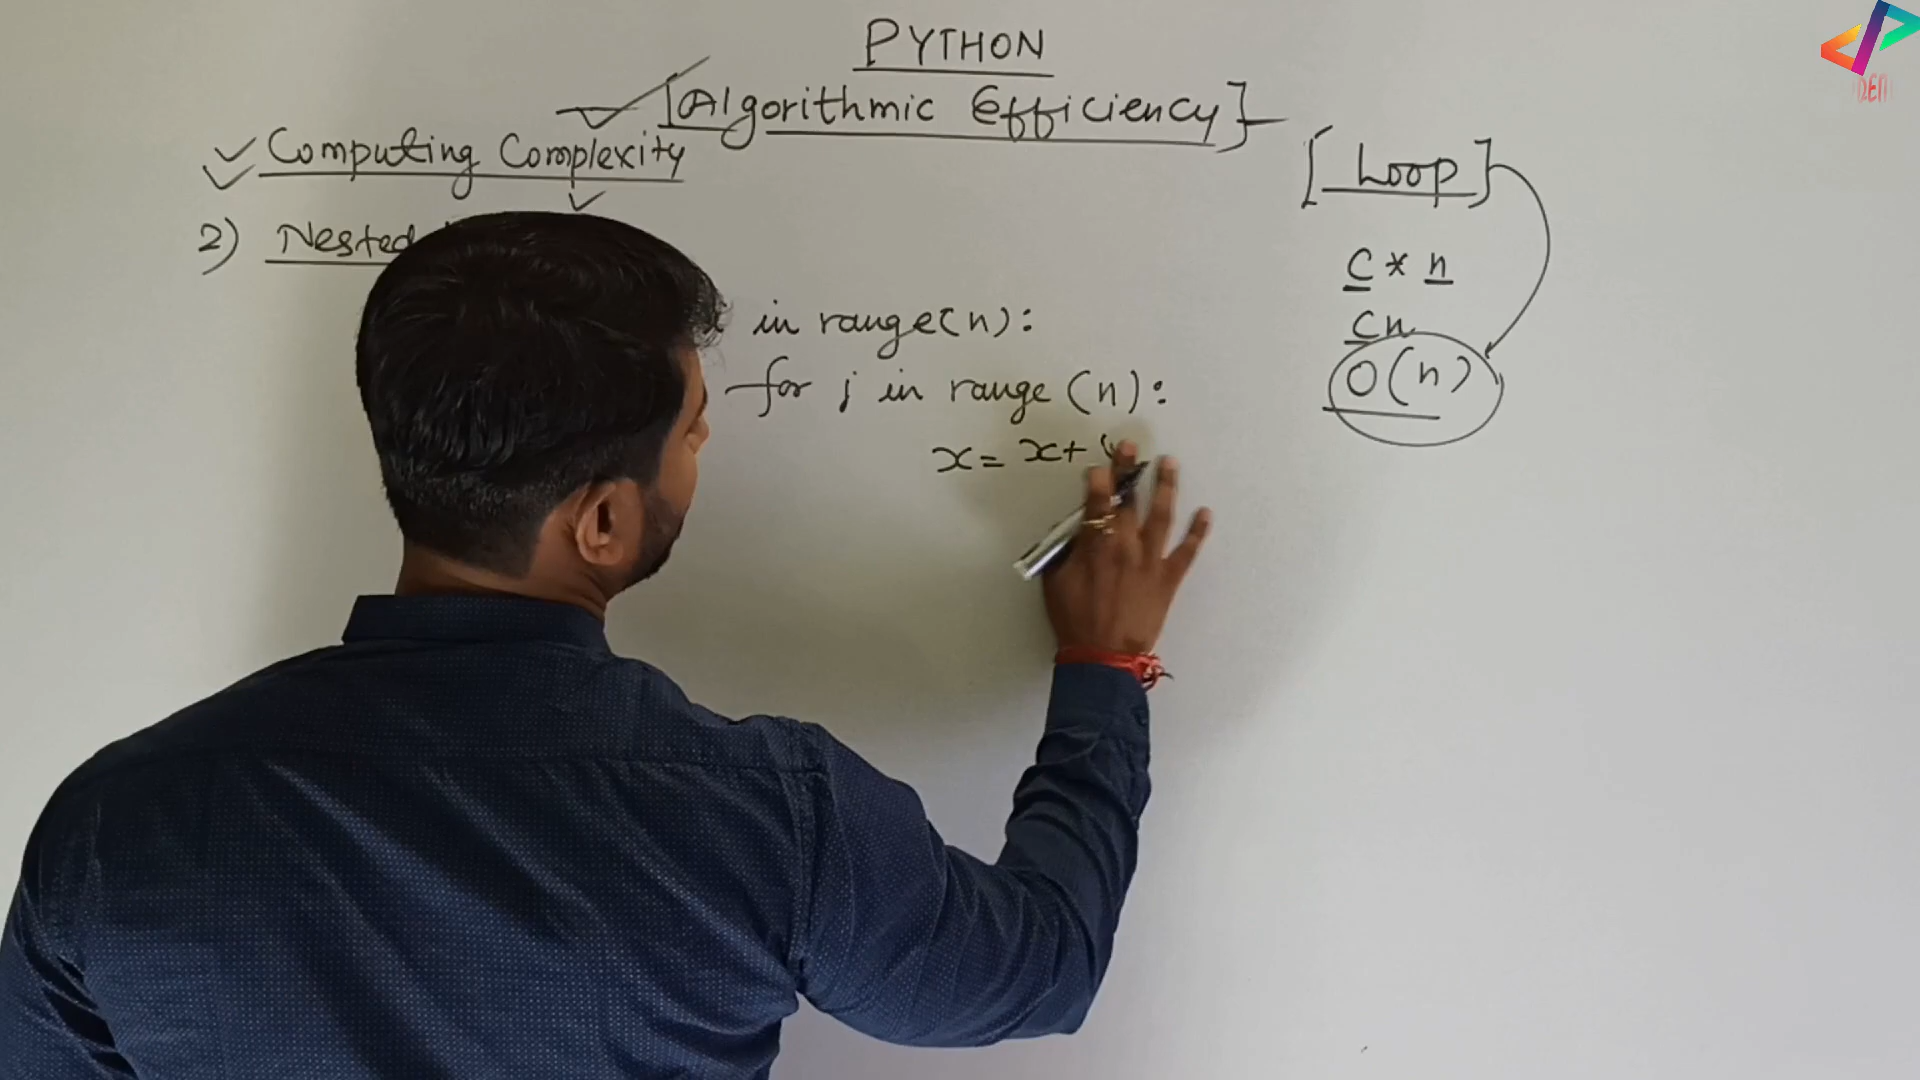 PYTHON
[Algorithmic Efficiency]
Computing Complexity
[Loop]
2) Nested
C * n
i in range(n):
Cn
O(n)
for j in range (n):
x = x +